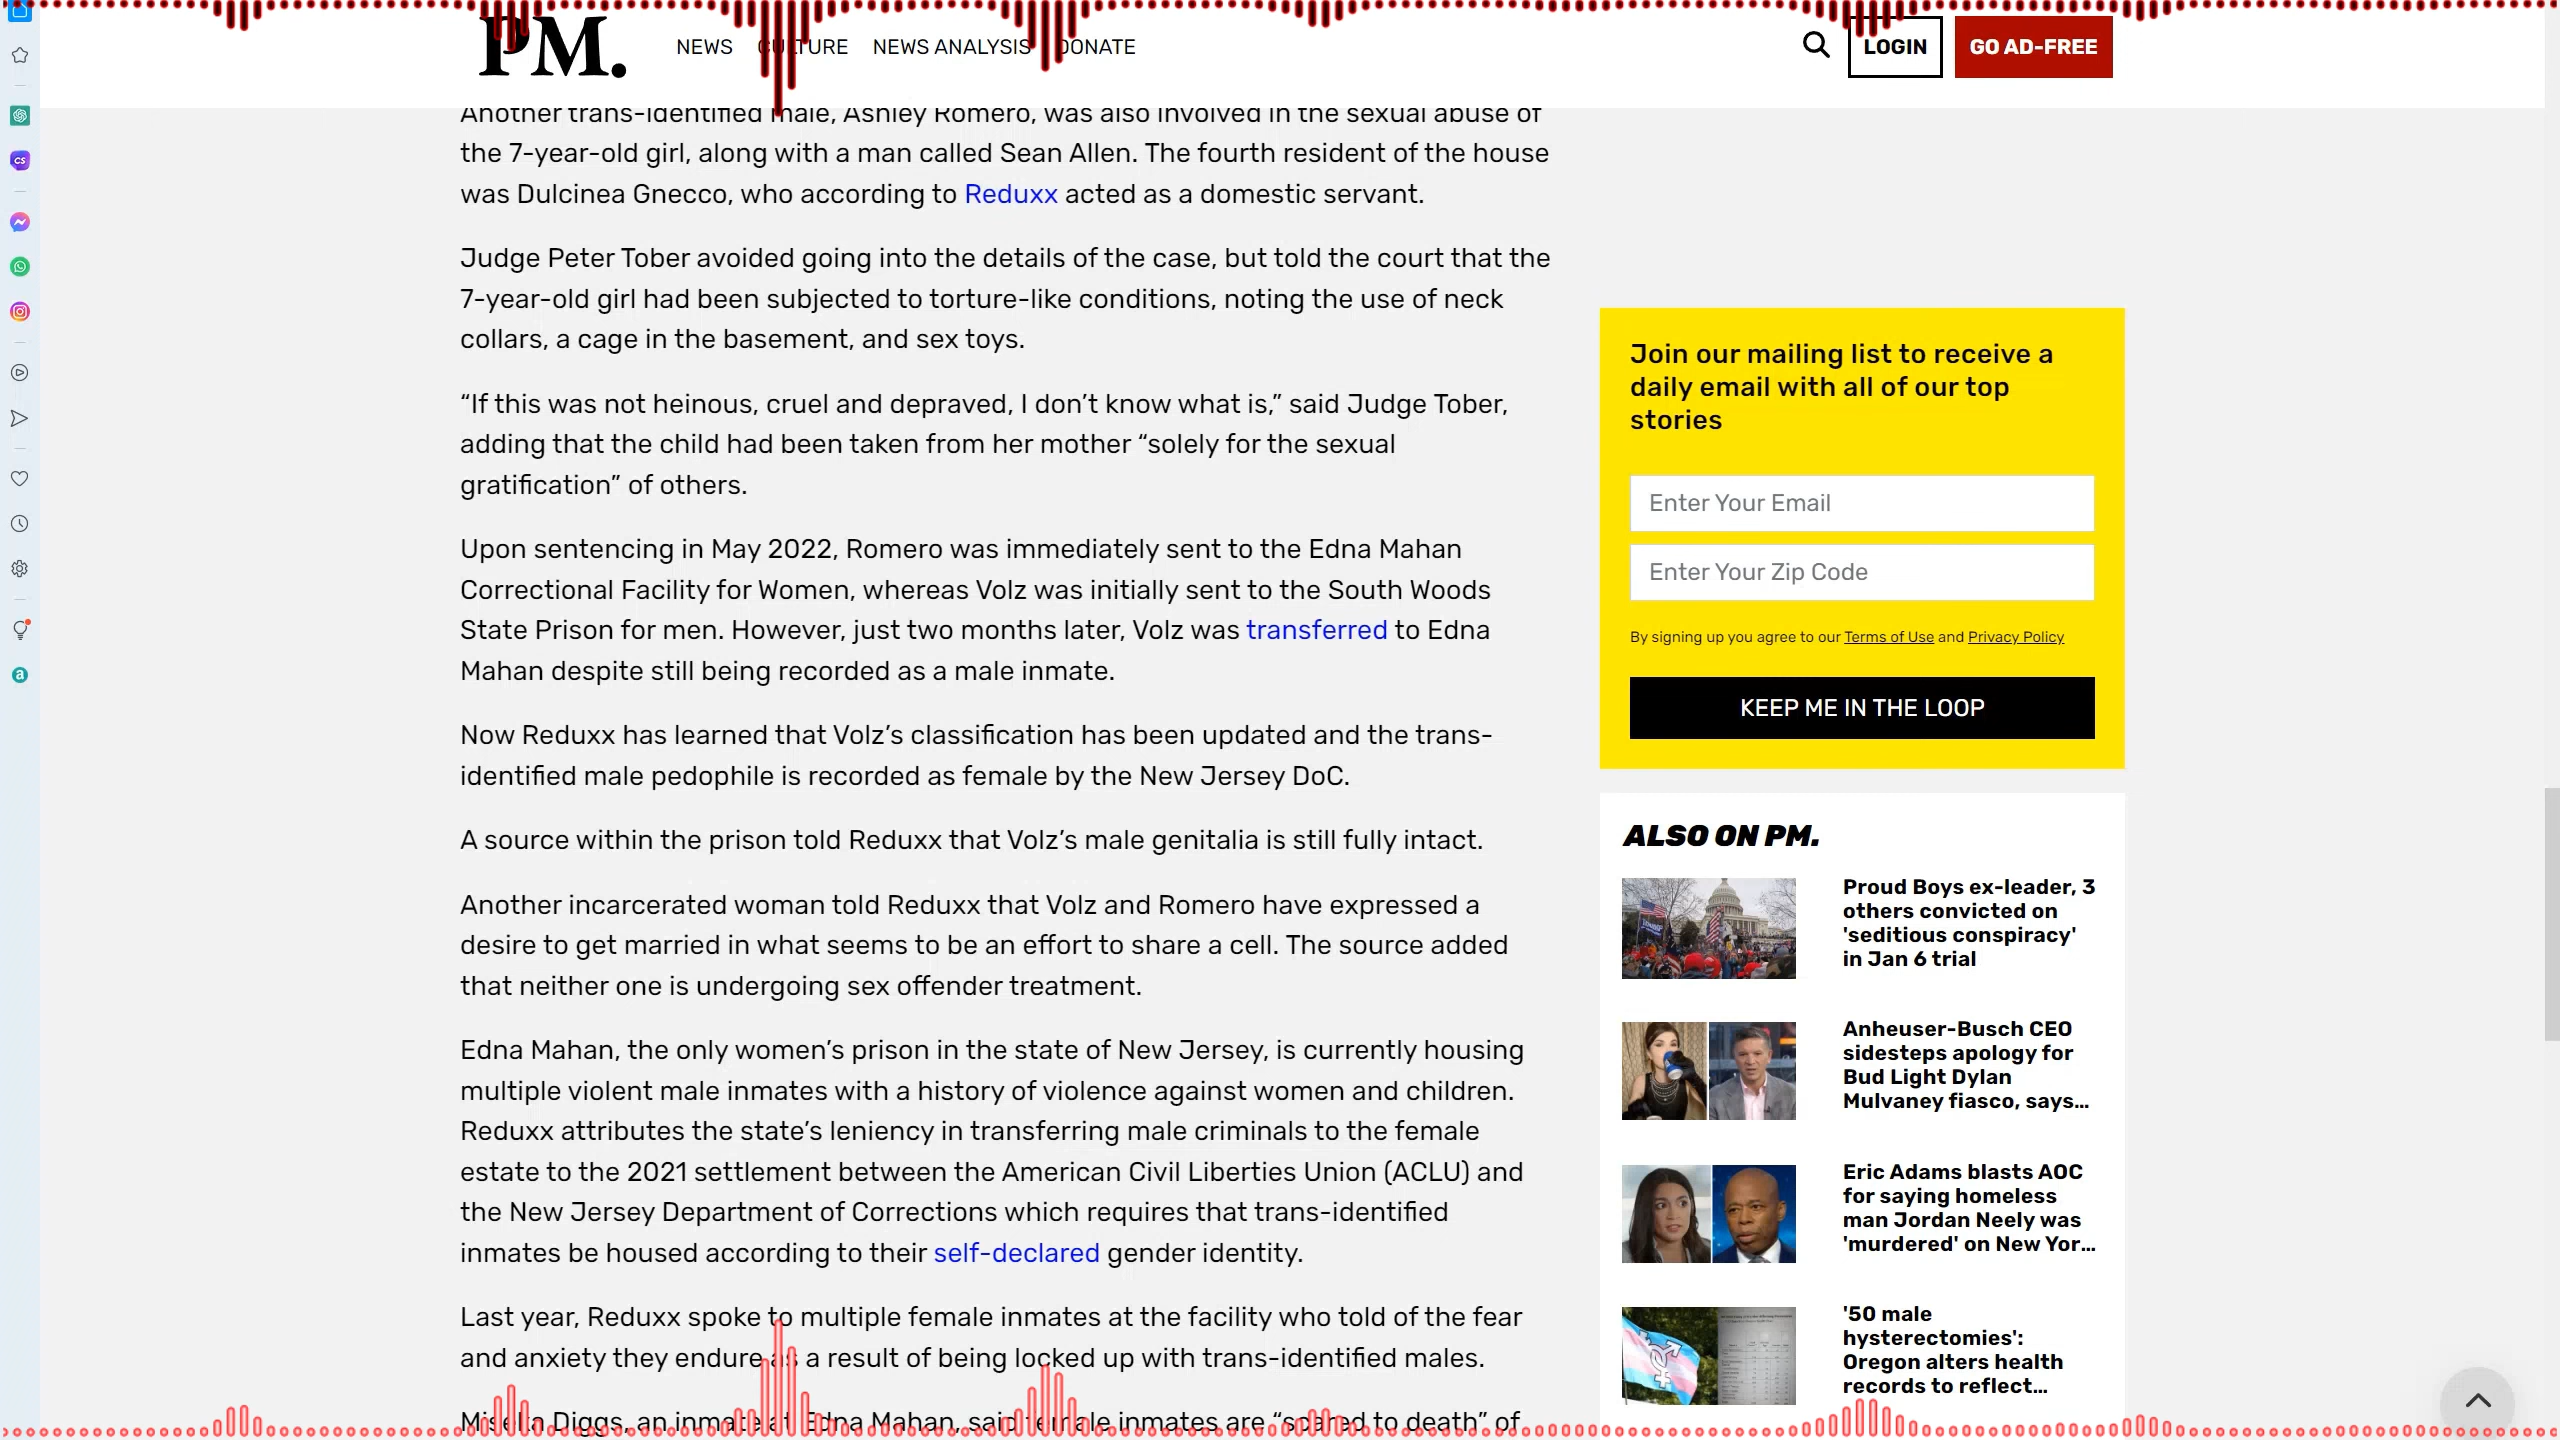 PM.
NEWS
CULTURE
NEWS ANALYSIS
DONATE
LOGIN
GO AD-FREE
Another trans-identified male, Ashley Romero, was also involved in the sexual abuse of
the 7-year-old girl, along with a man called Sean Allen. The fourth resident of the house
was Dulcinea Gnecco, who according to Reduxx acted as a domestic servant.
Judge Peter Tober avoided going into the details of the case, but told the court that the
7-year-old girl had been subjected to torture-like conditions, noting the use of neck
collars, a cage in the basement, and sex toys.
“If this was not heinous, cruel and depraved, I don’t know what is,” said Judge Tober,
adding that the child had been taken from her mother “solely for the sexual
gratification” of others.
Upon sentencing in May 2022, Romero was immediately sent to the Edna Mahan
Correctional Facility for Women, whereas Volz was initially sent to the South Woods
State Prison for men. However, just two months later, Volz was transferred to Edna
Mahan despite still being recorded as a male inmate.
Now Reduxx has learned that Volz’s classification has been updated and the trans-
identified male pedophile is recorded as female by the New Jersey DoC.
A source within the prison told Reduxx that Volz’s male genitalia is still fully intact.
Another incarcerated woman told Reduxx that Volz and Romero have expressed a
desire to get married in what seems to be an effort to share a cell. The source added
that neither one is undergoing sex offender treatment.
Edna Mahan, the only women’s prison in the state of New Jersey, is currently housing
multiple violent male inmates with a history of violence against women and children.
Reduxx attributes the state’s leniency in transferring male criminals to the female
estate to the 2021 settlement between the American Civil Liberties Union (ACLU) and
the New Jersey Department of Corrections which requires that trans-identified
inmates be housed according to their self-declared gender identity.
Last year, Reduxx spoke to multiple female inmates at the facility who told of the fear
and anxiety they endure as a result of being locked up with trans-identified males.
Miseka Diggs, an inmate at Edna Mahan, said female inmates are “scared to death” of
Join our mailing list to receive a
daily email with all of our top
stories
Enter Your Email
Enter Your Zip Code
By signing up you agree to our Terms of Use and Privacy Policy
KEEP ME IN THE LOOP
ALSO ON PM.
Proud Boys ex-leader, 3
others convicted on
'seditious conspiracy'
in Jan 6 trial
Anheuser-Busch CEO
sidesteps apology for
Bud Light Dylan
Mulvaney fiasco, says...
Eric Adams blasts AOC
for saying homeless
man Jordan Neely was
'murdered' on New Yor...
'50 male
hysterectomies':
Oregon alters health
records to reflect...